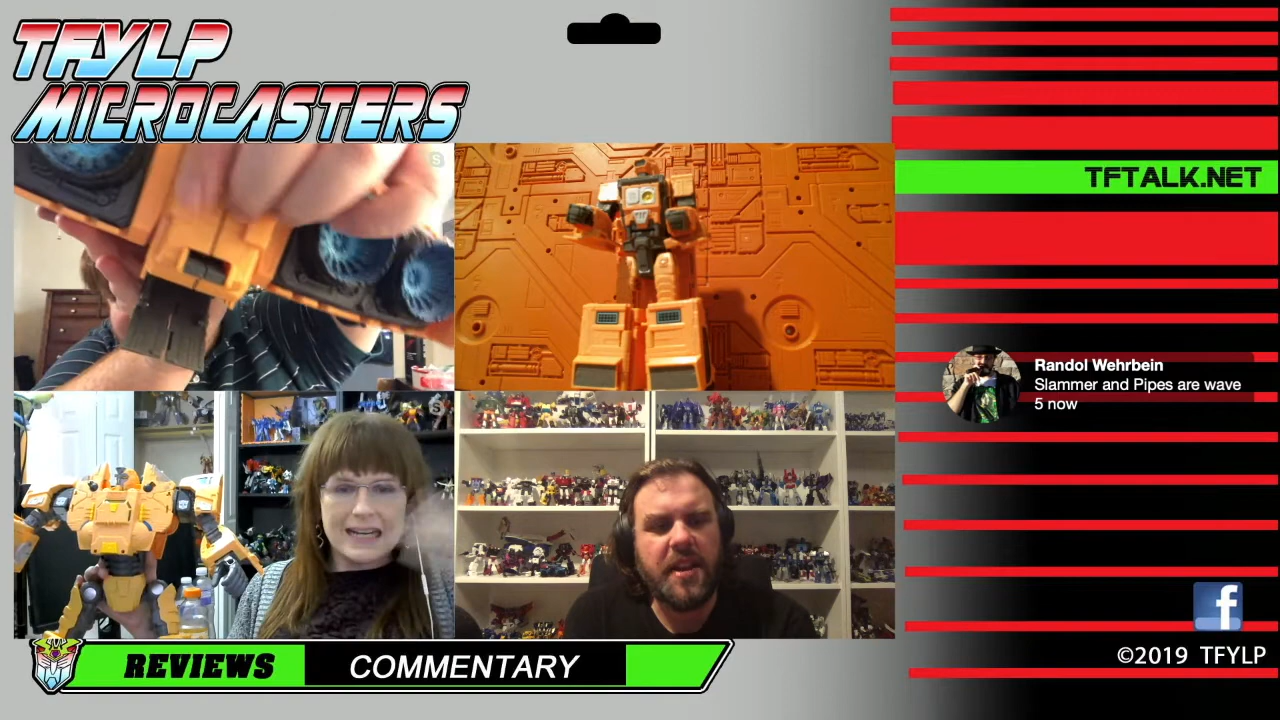 TFYLP
MICROCASTERS
TFTALK.NET
Randol Wehrbein
Slammer and Pipes are wave
5 now
f
REVIEWS
COMMENTARY
©2019 TFYLP